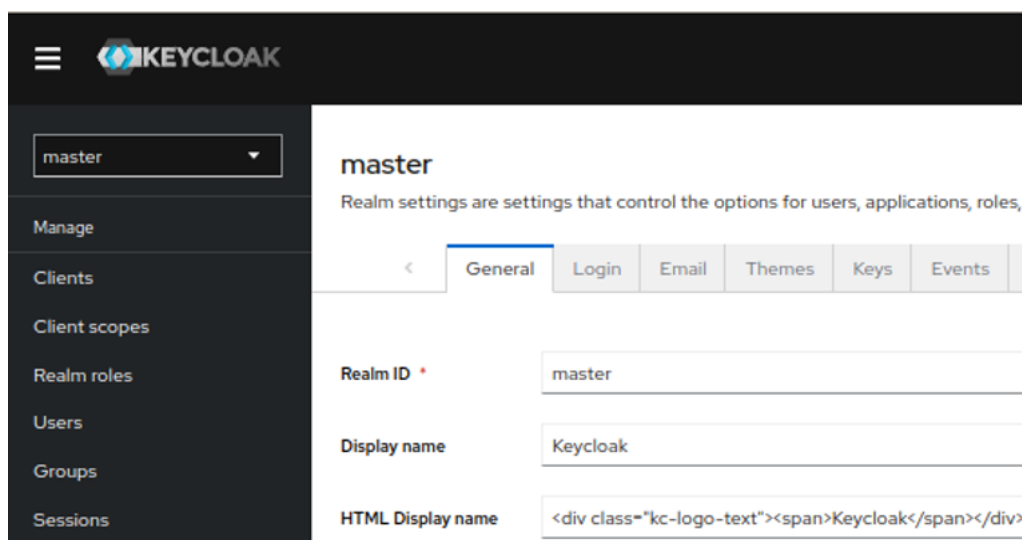 KEYCLOAK
master
Manage
Clients
Client scopes
Realm roles
Users
Groups
Sessions
master
Realm settings are settings that control the options for users, applications, roles,
General Login Email Themes Keys Events
Realm ID * master
Display name Keycloak
HTML Display name <div class="kc-logo-text"><span>Keycloak</span></div>